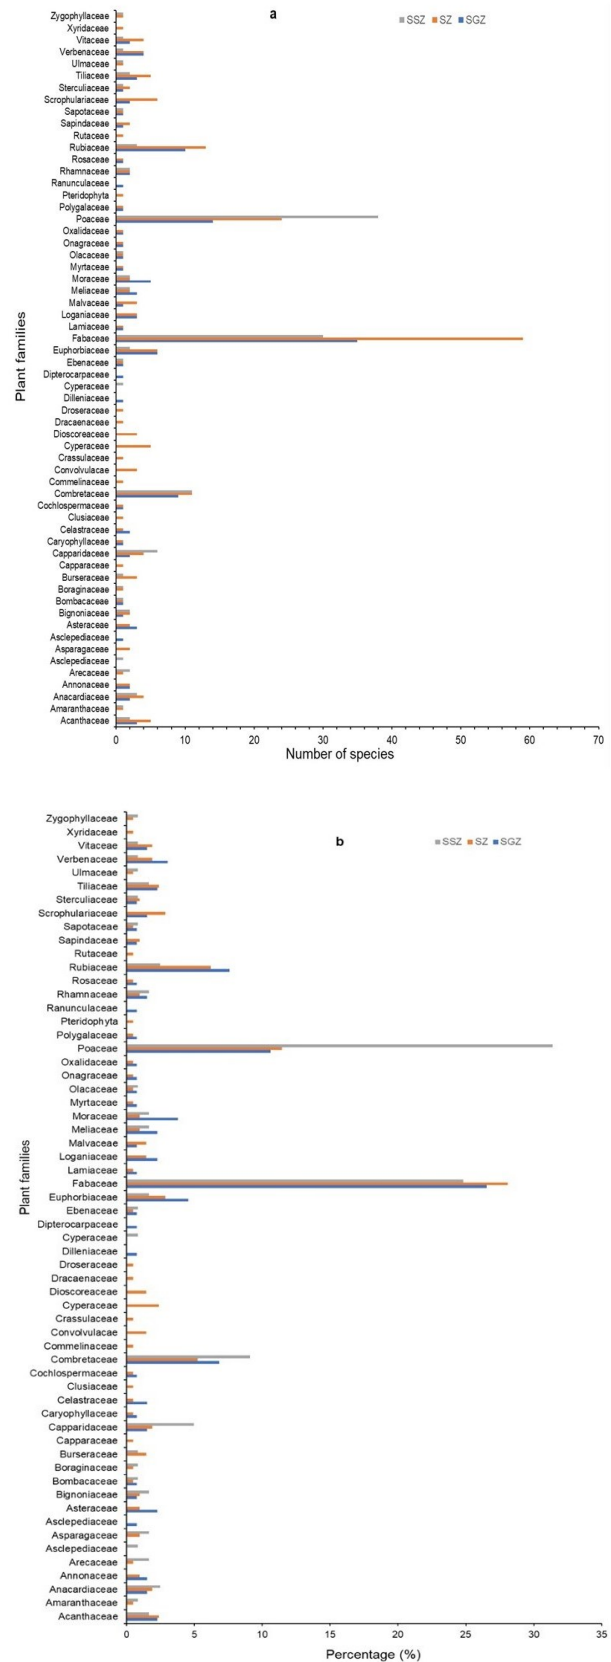 a
SSZ SZ SGZ
Plant families
Zygophyllaceae
Xyridaceae
Vitaceae
Verbenaceae
Ulmaceae
Tiliaceae
Sterculiaceae
Scrophulariaceae
Sapotaceae
Sapindaceae
Rutaceae
Rubiaceae
Rosaceae
Rhamnaceae
Ranunculaceae
Pteridophyta
Polygalaceae
Poaceae
Oxalidaceae
Onagraceae
Olacaceae
Myrtaceae
Moraceae
Meliaceae
Malvaceae
Loganiaceae
Lamiaceae
Fabaceae
Euphorbiaceae
Ebenaceae
Dipterocarpaceae
Cyperaceae
Dilleniaceae
Droseraceae
Dracaenaceae
Dioscoreaceae
Cyperaceae
Crassulaceae
Convolvulacae
Commelinaceae
Combretaceae
Cochlospermaceae
Clusiaceae
Celastraceae
Caryophyllaceae
Capparidaceae
Capparaceae
Burseraceae
Boraginaceae
Bombacaceae
Bignoniaceae
Asteraceae
Asclepediaceae
Asparagaceae
Asclepediaceae
Arecaceae
Annonaceae
Anacardiaceae
Amaranthaceae
Acanthaceae
0 10 20 30 40 50 60 70
Number of species
b
SSZ SZ SGZ
Plant families
Zygophyllaceae
Xyridaceae
Vitaceae
Verbenaceae
Ulmaceae
Tiliaceae
Sterculiaceae
Scrophulariaceae
Sapotaceae
Sapindaceae
Rutaceae
Rubiaceae
Rosaceae
Rhamnaceae
Ranunculaceae
Pteridophyta
Polygalaceae
Poaceae
Oxalidaceae
Onagraceae
Olacaceae
Myrtaceae
Moraceae
Meliaceae
Malvaceae
Loganiaceae
Lamiaceae
Fabaceae
Euphorbiaceae
Ebenaceae
Dipterocarpaceae
Cyperaceae
Dilleniaceae
Droseraceae
Dracaenaceae
Dioscoreaceae
Cyperaceae
Crassulaceae
Convolvulacae
Commelinaceae
Combretaceae
Cochlospermaceae
Clusiaceae
Celastraceae
Caryophyllaceae
Capparidaceae
Capparaceae
Burseraceae
Boraginaceae
Bombacaceae
Bignoniaceae
Asteraceae
Asclepediaceae
Asparagaceae
Asclepediaceae
Arecaceae
Annonaceae
Anacardiaceae
Amaranthaceae
Acanthaceae
0 5 10 15 20 25 30 35
Percentage (%)